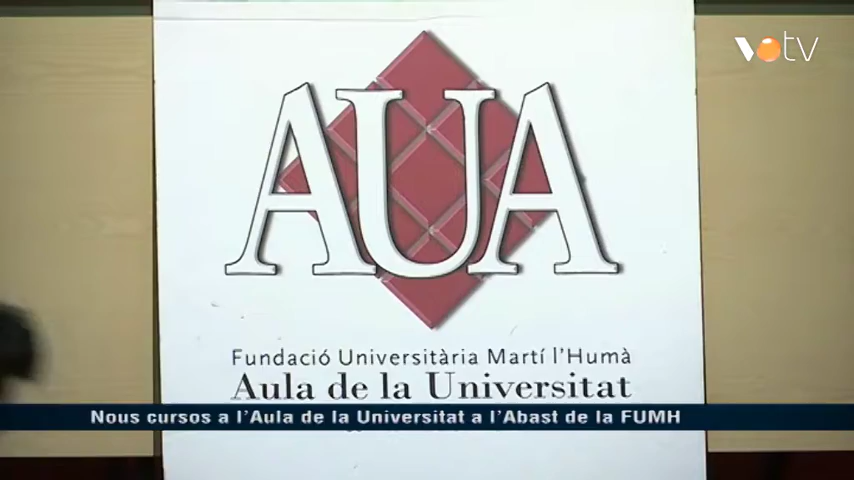 votv
AUA
Fundació Universitària Martí l'Humà
Aula de la Universitat
Nous cursos a l'Aula de la Universitat a l'Abast de la FUMH